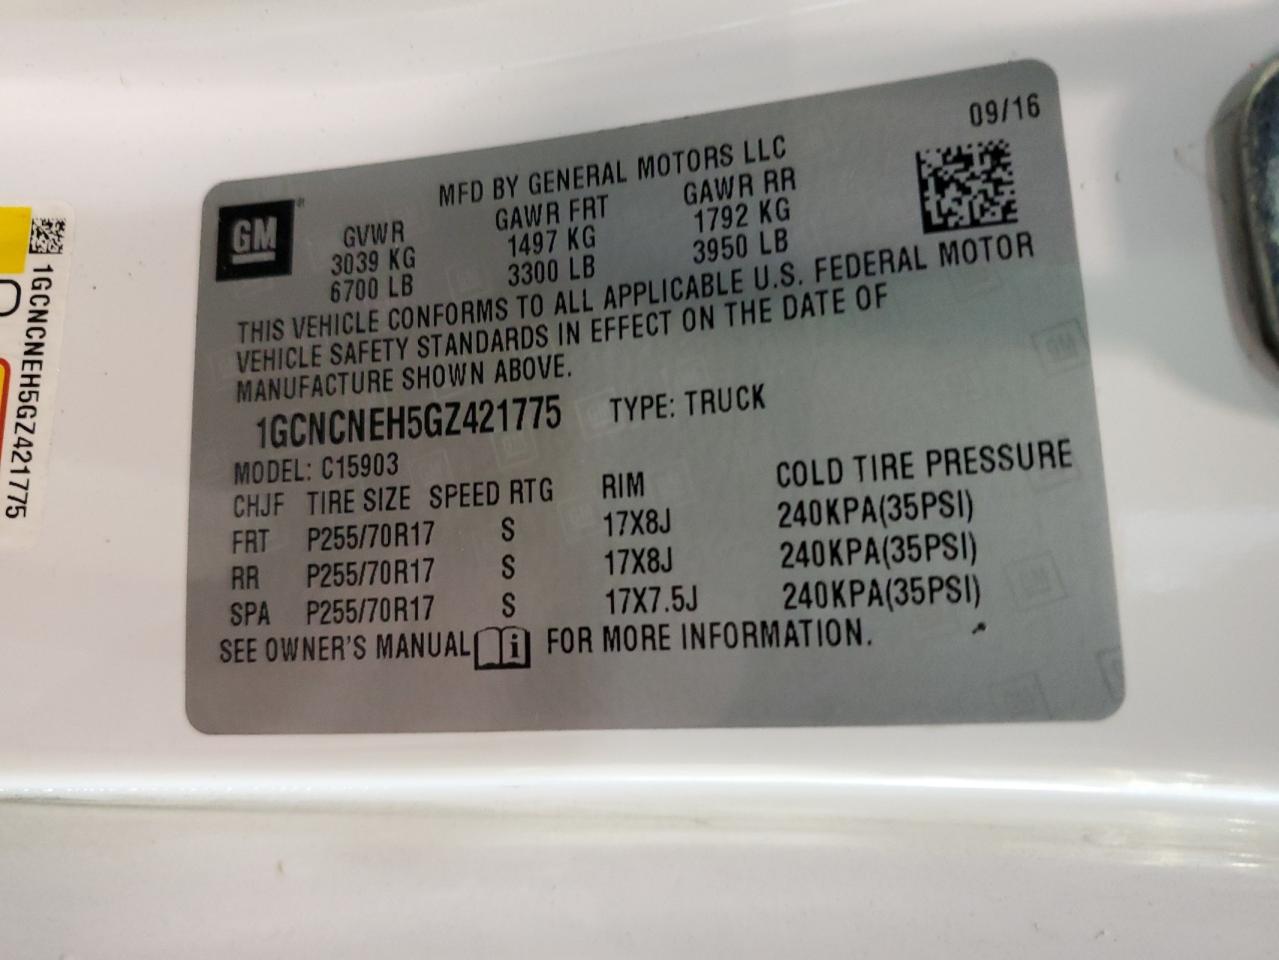 09/16
MFD BY GENERAL MOTORS LLC
GM
GVWR GAWR FRT GAWR RR
3039 KG 1497 KG 1792 KG
6700 LB 3300 LB 3950 LB
THIS VEHICLE CONFORMS TO ALL APPLICABLE U.S. FEDERAL MOTOR
VEHICLE SAFETY STANDARDS IN EFFECT ON THE DATE OF
MANUFACTURE SHOWN ABOVE.
1GCNCNEH5GZ421775 TYPE: TRUCK
MODEL: C15903
CHJF TIRE SIZE SPEED RTG RIM COLD TIRE PRESSURE
FRT P255/70R17 S 17X8J 240KPA(35PSI)
RR P255/70R17 S 17X8J 240KPA(35PSI)
SPA P255/70R17 S 17X7.5J 240KPA(35PSI)
SEE OWNER'S MANUAL i FOR MORE INFORMATION.
1GCNCNEH5GZ421775